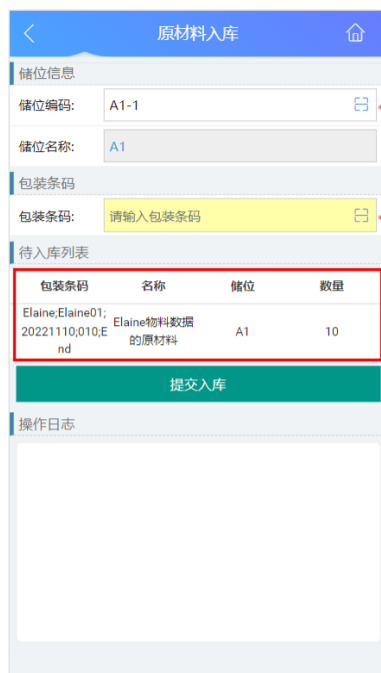 原材料入库
储位信息
储位编码: A1-1
储位名称: A1
包装条码
包装条码: 请输入包装条码
待入库列表
包装条码 名称 储位 数量
Elaine;Elaine01;
20221110;010;E
nd
Elaine物料数据
的原材料
A1
10
提交入库
操作日志